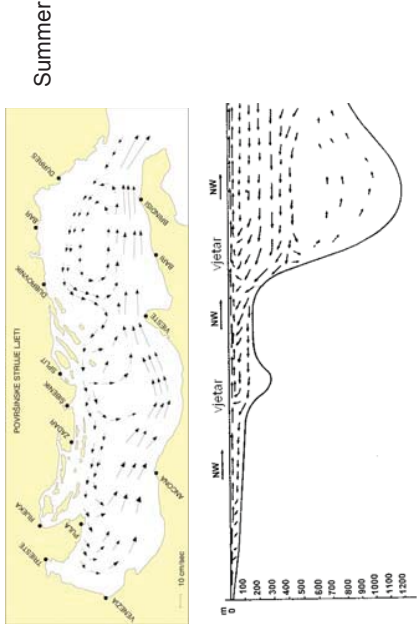 Summer
POVRŠINSKE STRUJE LJETI
TRIESTE
RIJEKA
PULA
ZADAR
ŠIBENIK
SPLIT
DUBROVNIK
BAR
DURRES
VENEZIA
ANCONA
VIESTE
BARI
BRINDISI
10 cm/sec
vjetar
vjetar
NW
NW
NW
m
0
100
200
300
400
500
600
700
800
900
1000
1100
1200